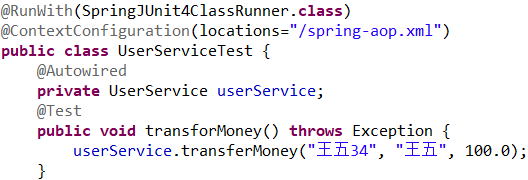 @RunWith(SpringJUnit4ClassRunner.class)
@ContextConfiguration(locations="/spring-aop.xml")
public class UserServiceTest {
    @Autowired
    private UserService userService;
    @Test
    public void transforMoney() throws Exception {
        userService.transferMoney("王五34", "王五", 100.0);
    }